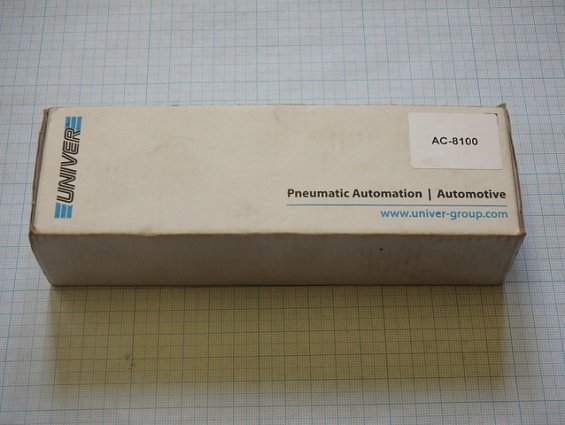 UNIVER
AC-8100
Pneumatic Automation | Automotive
www.univer-group.com